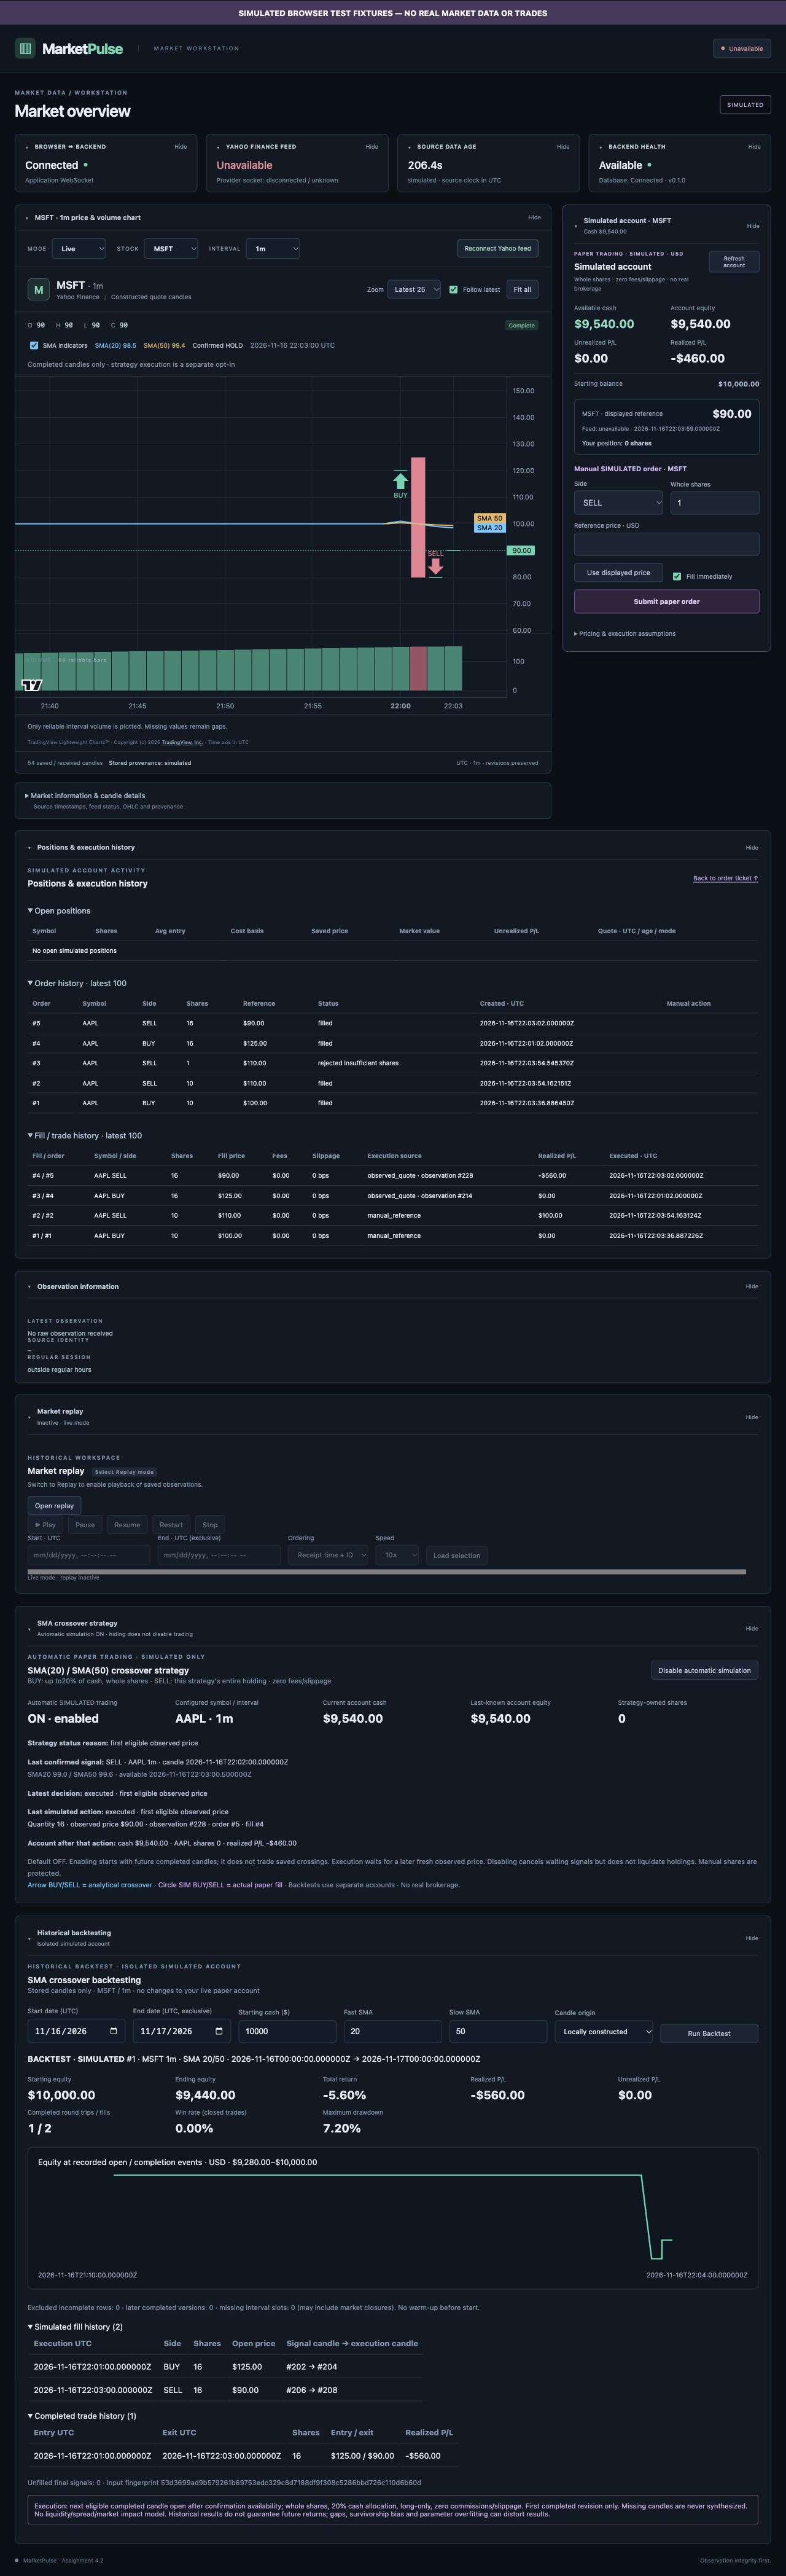 SIMULATED BROWSER TEST FIXTURES — NO REAL MARKET DATA OR TRADES
MarketPulse
MARKET WORKSTATION
Unavailable
MARKET DATA / WORKSTATION
Market overview
SIMULATED
BROWSER ⇔ BACKEND Hide
Connected
Application WebSocket
YAHOO FINANCE FEED Hide
Unavailable
Provider socket: disconnected / unknown
SOURCE DATA AGE Hide
206.4s
simulated · source clock in UTC
BACKEND HEALTH Hide
Available
Database: Connected · v0.1.0
MSFT · 1m price & volume chart Hide
MODE Live STOCK MSFT INTERVAL 1m Reconnect Yahoo feed
M
MSFT · 1m
Yahoo Finance / Constructed quote candles
Zoom Latest 25 Follow latest Fit all
O 90 H 90 L 90 C 90 Complete
SMA indicators SMA(20) 98.5 SMA(50) 99.4 Confirmed HOLD 2026-11-16 22:03:00 UTC
Completed candles only · strategy execution is a separate opt-in
150.00
140.00
130.00
120.00
BUY
110.00
SMA 50
100.00
SMA 20
SELL
90.00
80.00
70.00
60.00
100
0
21:40 21:45 21:50 21:55 22:00 22:03
Only reliable interval volume is plotted. Missing values remain gaps.
TradingView Lightweight Charts™ Copyright (c) 2025 TradingView, Inc. · Time axis in UTC
54 saved / received candles Stored provenance: simulated UTC · 1m · revisions preserved
Market information & candle details
Source timestamps, feed status, OHLC and provenance
Simulated account · MSFT Hide
Cash $9,540.00
PAPER TRADING · SIMULATED · USD
Simulated account
Whole shares · zero fees/slippage · no real brokerage
Refresh account
Available cash Account equity
$9,540.00 $9,540.00
Unrealized P/L Realized P/L
$0.00 -$460.00
Starting balance $10,000.00
MSFT · displayed reference $90.00
Feed: unavailable · 2026-11-16T22:03:59.000000Z
Your position: 0 shares
Manual SIMULATED order · MSFT
Side Whole shares
SELL 1
Reference price · USD
Use displayed price Fill immediately
Submit paper order
Pricing & execution assumptions
Positions & execution history Hide
SIMULATED ACCOUNT ACTIVITY
Positions & execution history Back to order ticket ↑
Open positions
Symbol Shares Avg entry Cost basis Saved price Market value Unrealized P/L Quote · UTC / age / mode
No open simulated positions
Order history · latest 100
Order Symbol Side Shares Reference Status Created · UTC Manual action
#5 AAPL SELL 16 $90.00 filled 2026-11-16T22:03:02.000000Z
#4 AAPL BUY 16 $125.00 filled 2026-11-16T22:01:02.000000Z
#3 AAPL SELL 1 $110.00 rejected insufficient shares 2026-11-16T22:03:54.545370Z
#2 AAPL SELL 10 $110.00 filled 2026-11-16T22:03:54.162151Z
#1 AAPL BUY 10 $100.00 filled 2026-11-16T22:03:36.886450Z
Fill / trade history · latest 100
Fill / order Symbol / side Shares Fill price Fees Slippage Execution source Realized P/L Executed · UTC
#4 / #5 AAPL SELL 16 $90.00 $0.00 0 bps observed_quote · observation #228 -$560.00 2026-11-16T22:03:02.000000Z
#3 / #4 AAPL BUY 16 $125.00 $0.00 0 bps observed_quote · observation #214 $0.00 2026-11-16T22:01:02.000000Z
#2 / #2 AAPL SELL 10 $110.00 $0.00 0 bps manual_reference $100.00 2026-11-16T22:03:54.163124Z
#1 / #1 AAPL BUY 10 $100.00 $0.00 0 bps manual_reference $0.00 2026-11-16T22:03:36.887226Z
Observation information Hide
LATEST OBSERVATION
No raw observation received
SOURCE IDENTITY
—
REGULAR SESSION
outside regular hours
Market replay Hide
Inactive · live mode
HISTORICAL WORKSPACE
Market replay Select Replay mode
Switch to Replay to enable playback of saved observations.
Open replay
Play Pause Resume Restart Stop
Start · UTC End · UTC (exclusive) Ordering Speed
mm/dd/yyyy, --:--:-- -- mm/dd/yyyy, --:--:-- -- Receipt time + ID 10× Load selection
Live mode · replay inactive
SMA crossover strategy Hide
Automatic simulation ON · hiding does not disable trading
AUTOMATIC PAPER TRADING · SIMULATED ONLY
SMA(20) / SMA(50) crossover strategy Disable automatic simulation
BUY: up to20% of cash, whole shares · SELL: this strategy's entire holding · zero fees/slippage
Automatic SIMULATED trading Configured symbol / interval Current account cash Last-known account equity Strategy-owned shares
ON · enabled AAPL · 1m $9,540.00 $9,540.00 0
Strategy status reason: first eligible observed price
Last confirmed signal: SELL · AAPL 1m · candle 2026-11-16T22:02:00.000000Z
SMA20 99.0 / SMA50 99.6 · available 2026-11-16T22:03:00.500000Z
Latest decision: executed · first eligible observed price
Last simulated action: executed · first eligible observed price
Quantity 16 · observed price $90.00 · observation #228 · order #5 · fill #4
Account after that action: cash $9,540.00 · AAPL shares 0 · realized P/L -$460.00
Default OFF. Enabling starts with future completed candles; it does not trade saved crossings. Execution waits for a later fresh observed price. Disabling cancels waiting signals but does not liquidate holdings. Manual shares are
protected.
Arrow BUY/SELL = analytical crossover · Circle SIM BUY/SELL = actual paper fill · Backtests use separate accounts · No real brokerage.
Historical backtesting Hide
Isolated simulated account
HISTORICAL BACKTEST · ISOLATED SIMULATED ACCOUNT
SMA crossover backtesting
Stored candles only · MSFT / 1m · no changes to your live paper account
Start date (UTC) End date (UTC, exclusive) Starting cash ($) Fast SMA Slow SMA Candle origin
11/16/2026 11/17/2026 10000 20 50 Locally constructed Run Backtest
BACKTEST · SIMULATED #1 · MSFT 1m · SMA 20/50 · 2026-11-16T00:00:00.000000Z → 2026-11-17T00:00:00.000000Z
Starting equity Ending equity Total return Realized P/L Unrealized P/L
$10,000.00 $9,440.00 -5.60% -$560.00 $0.00
Completed round trips / fills Win rate (closed trades) Maximum drawdown
1 / 2 0.00% 7.20%
Equity at recorded open / completion events · USD · $9,280.00–$10,000.00
2026-11-16T21:10:00.000000Z 2026-11-16T22:04:00.000000Z
Excluded incomplete rows: 0 · later completed versions: 0 · missing interval slots: 0 (may include market closures). No warm-up before start.
Simulated fill history (2)
Execution UTC Side Shares Open price Signal candle → execution candle
2026-11-16T22:01:00.000000Z BUY 16 $125.00 #202 → #204
2026-11-16T22:03:00.000000Z SELL 16 $90.00 #206 → #208
Completed trade history (1)
Entry UTC Exit UTC Shares Entry / exit Realized P/L
2026-11-16T22:01:00.000000Z 2026-11-16T22:03:00.000000Z 16 $125.00 / $90.00 -$560.00
Unfilled final signals: 0 · Input fingerprint 53d3699ad9b579261b69753edc329c8d7188df9f308c5286bbd726c110d6b60d
Execution: next eligible completed candle open after confirmation availability; whole shares, 20% cash allocation, long-only, zero commissions/slippage. First completed revision only. Missing candles are never synthesized.
No liquidity/spread/market impact model. Historical results do not guarantee future returns; gaps, survivorship bias and parameter overfitting can distort results.
MarketPulse · Assignment 4.2 Observation integrity first.